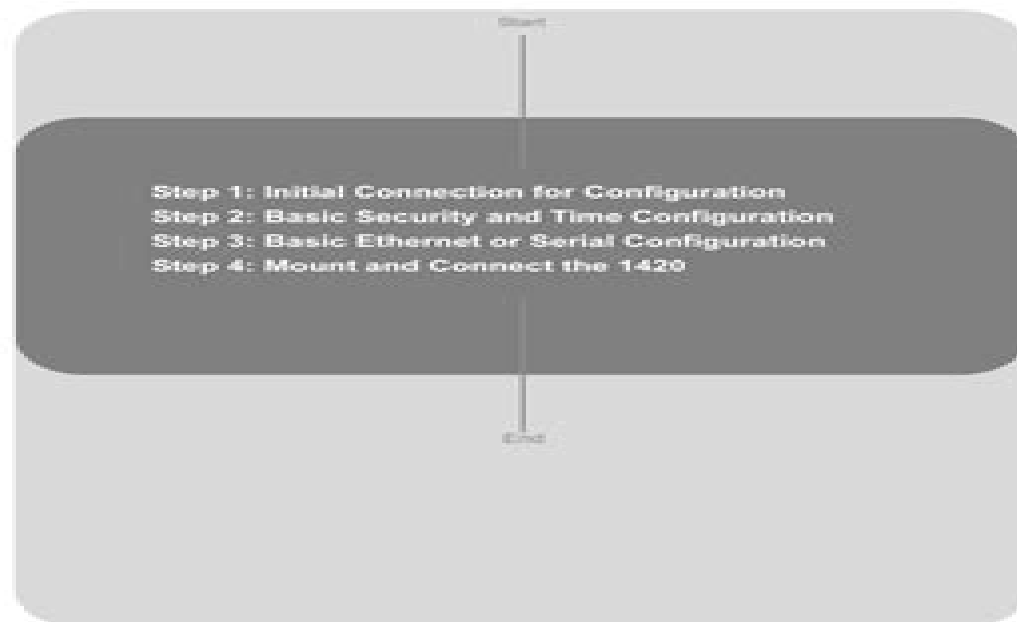 Start
Step 1: Initial Connection for Configuration
Step 2: Basic Security and Time Configuration
Step 3: Basic Ethernet or Serial Configuration
Step 4: Mount and Connect the 1420
End